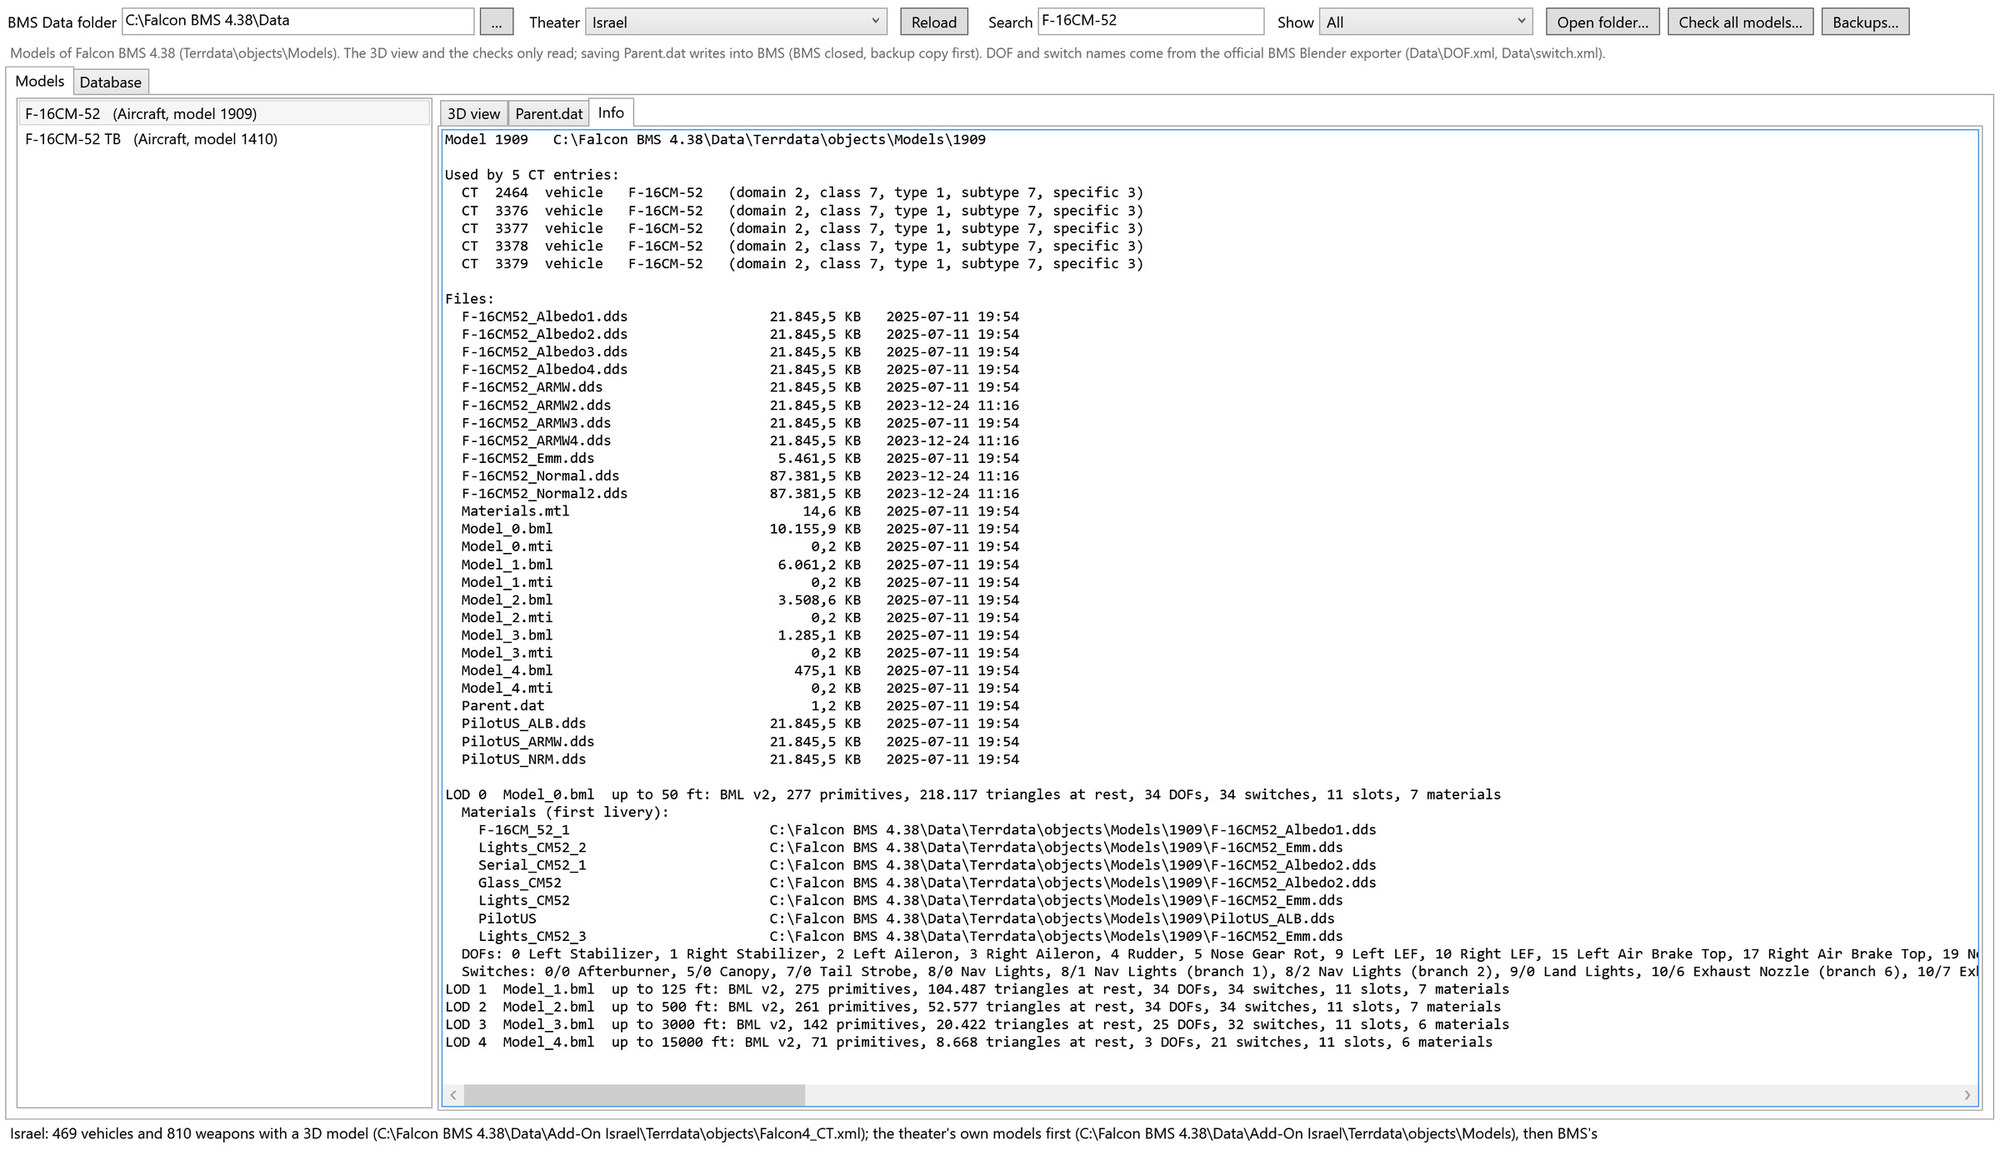 BMS Data folder C:\Falcon BMS 4.38\Data ... Theater Israel Reload Search F-16CM-52 Show All Open folder... Check all models... Backups...
Models of Falcon BMS 4.38 (Terrdata\objects\Models). The 3D view and the checks only read; saving Parent.dat writes into BMS (BMS closed, backup copy first). DOF and switch names come from the official BMS Blender exporter (Data\DOF.xml, Data\switch.xml).
Models Database
F-16CM-52 (Aircraft, model 1909)
F-16CM-52 TB (Aircraft, model 1410)
3D view Parent.dat Info
Model 1909 C:\Falcon BMS 4.38\Data\Terrdata\objects\Models\1909
Used by 5 CT entries:
CT 2464 vehicle F-16CM-52 (domain 2, class 7, type 1, subtype 7, specific 3)
CT 3376 vehicle F-16CM-52 (domain 2, class 7, type 1, subtype 7, specific 3)
CT 3377 vehicle F-16CM-52 (domain 2, class 7, type 1, subtype 7, specific 3)
CT 3378 vehicle F-16CM-52 (domain 2, class 7, type 1, subtype 7, specific 3)
CT 3379 vehicle F-16CM-52 (domain 2, class 7, type 1, subtype 7, specific 3)
Files:
F-16CM52_Albedo1.dds 21.845,5 KB 2025-07-11 19:54
F-16CM52_Albedo2.dds 21.845,5 KB 2025-07-11 19:54
F-16CM52_Albedo3.dds 21.845,5 KB 2025-07-11 19:54
F-16CM52_Albedo4.dds 21.845,5 KB 2025-07-11 19:54
F-16CM52_ARMW.dds 21.845,5 KB 2025-07-11 19:54
F-16CM52_ARMW2.dds 21.845,5 KB 2023-12-24 11:16
F-16CM52_ARMW3.dds 21.845,5 KB 2025-07-11 19:54
F-16CM52_ARMW4.dds 21.845,5 KB 2023-12-24 11:16
F-16CM52_Emm.dds 5.461,5 KB 2025-07-11 19:54
F-16CM52_Normal.dds 87.381,5 KB 2023-12-24 11:16
F-16CM52_Normal2.dds 87.381,5 KB 2023-12-24 11:16
Materials.mtl 14,6 KB 2025-07-11 19:54
Model_0.bml 10.155,9 KB 2025-07-11 19:54
Model_0.mti 0,2 KB 2025-07-11 19:54
Model_1.bml 6.061,2 KB 2025-07-11 19:54
Model_1.mti 0,2 KB 2025-07-11 19:54
Model_2.bml 3.508,6 KB 2025-07-11 19:54
Model_2.mti 0,2 KB 2025-07-11 19:54
Model_3.bml 1.285,1 KB 2025-07-11 19:54
Model_3.mti 0,2 KB 2025-07-11 19:54
Model_4.bml 475,1 KB 2025-07-11 19:54
Model_4.mti 0,2 KB 2025-07-11 19:54
Parent.dat 1,2 KB 2025-07-11 19:54
PilotUS_ALB.dds 21.845,5 KB 2025-07-11 19:54
PilotUS_ARMW.dds 21.845,5 KB 2025-07-11 19:54
PilotUS_NRM.dds 21.845,5 KB 2025-07-11 19:54
LOD 0 Model_0.bml up to 50 ft: BML v2, 277 primitives, 218.117 triangles at rest, 34 DOFs, 34 switches, 11 slots, 7 materials
Materials (first livery):
F-16CM_52_1 C:\Falcon BMS 4.38\Data\Terrdata\objects\Models\1909\F-16CM52_Albedo1.dds
Lights_CM52_2 C:\Falcon BMS 4.38\Data\Terrdata\objects\Models\1909\F-16CM52_Emm.dds
Serial_CM52_1 C:\Falcon BMS 4.38\Data\Terrdata\objects\Models\1909\F-16CM52_Albedo2.dds
Glass_CM52 C:\Falcon BMS 4.38\Data\Terrdata\objects\Models\1909\F-16CM52_Albedo2.dds
Lights_CM52 C:\Falcon BMS 4.38\Data\Terrdata\objects\Models\1909\F-16CM52_Emm.dds
PilotUS C:\Falcon BMS 4.38\Data\Terrdata\objects\Models\1909\PilotUS_ALB.dds
Lights_CM52_3 C:\Falcon BMS 4.38\Data\Terrdata\objects\Models\1909\F-16CM52_Emm.dds
DOFs: 0 Left Stabilizer, 1 Right Stabilizer, 2 Left Aileron, 3 Right Aileron, 4 Rudder, 5 Nose Gear Rot, 9 Left LEF, 10 Right LEF, 15 Left Air Brake Top, 17 Right Air Brake Top, 19
Switches: 0/0 Afterburner, 5/0 Canopy, 7/0 Tail Strobe, 8/0 Nav Lights, 8/1 Nav Lights (branch 1), 8/2 Nav Lights (branch 2), 9/0 Land Lights, 10/6 Exhaust Nozzle (branch 6), 10/7
LOD 1 Model_1.bml up to 125 ft: BML v2, 275 primitives, 104.487 triangles at rest, 34 DOFs, 34 switches, 11 slots, 7 materials
LOD 2 Model_2.bml up to 500 ft: BML v2, 261 primitives, 52.577 triangles at rest, 34 DOFs, 34 switches, 11 slots, 7 materials
LOD 3 Model_3.bml up to 3000 ft: BML v2, 142 primitives, 20.422 triangles at rest, 25 DOFs, 32 switches, 11 slots, 6 materials
LOD 4 Model_4.bml up to 15000 ft: BML v2, 71 primitives, 8.668 triangles at rest, 3 DOFs, 21 switches, 11 slots, 6 materials
Israel: 469 vehicles and 810 weapons with a 3D model (C:\Falcon BMS 4.38\Data\Add-On Israel\Terrdata\objects\Falcon4_CT.xml); the theater's own models first (C:\Falcon BMS 4.38\Data\Add-On Israel\Terrdata\objects\Models), then BMS's